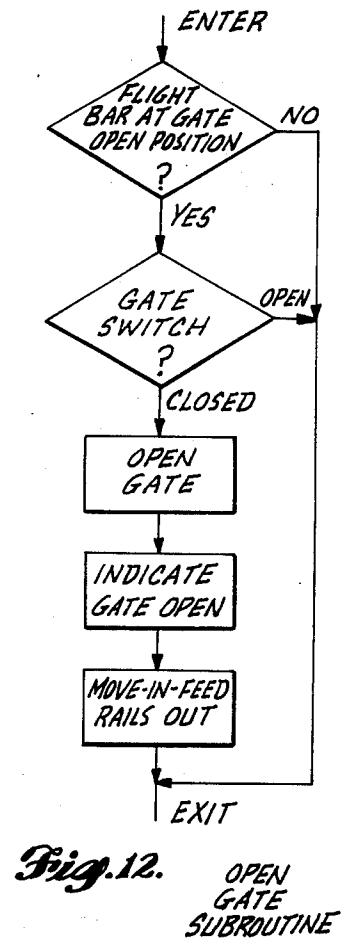 ENTER
FLIGHT
BAR AT GATE
OPEN POSITION
?
NO
YES
GATE
SWITCH
?
OPEN
CLOSED
OPEN
GATE
INDICATE
GATE OPEN
MOVE-IN-FEED
RAILS OUT
EXIT
Fig. 12.
OPEN
GATE
SUBROUTINE